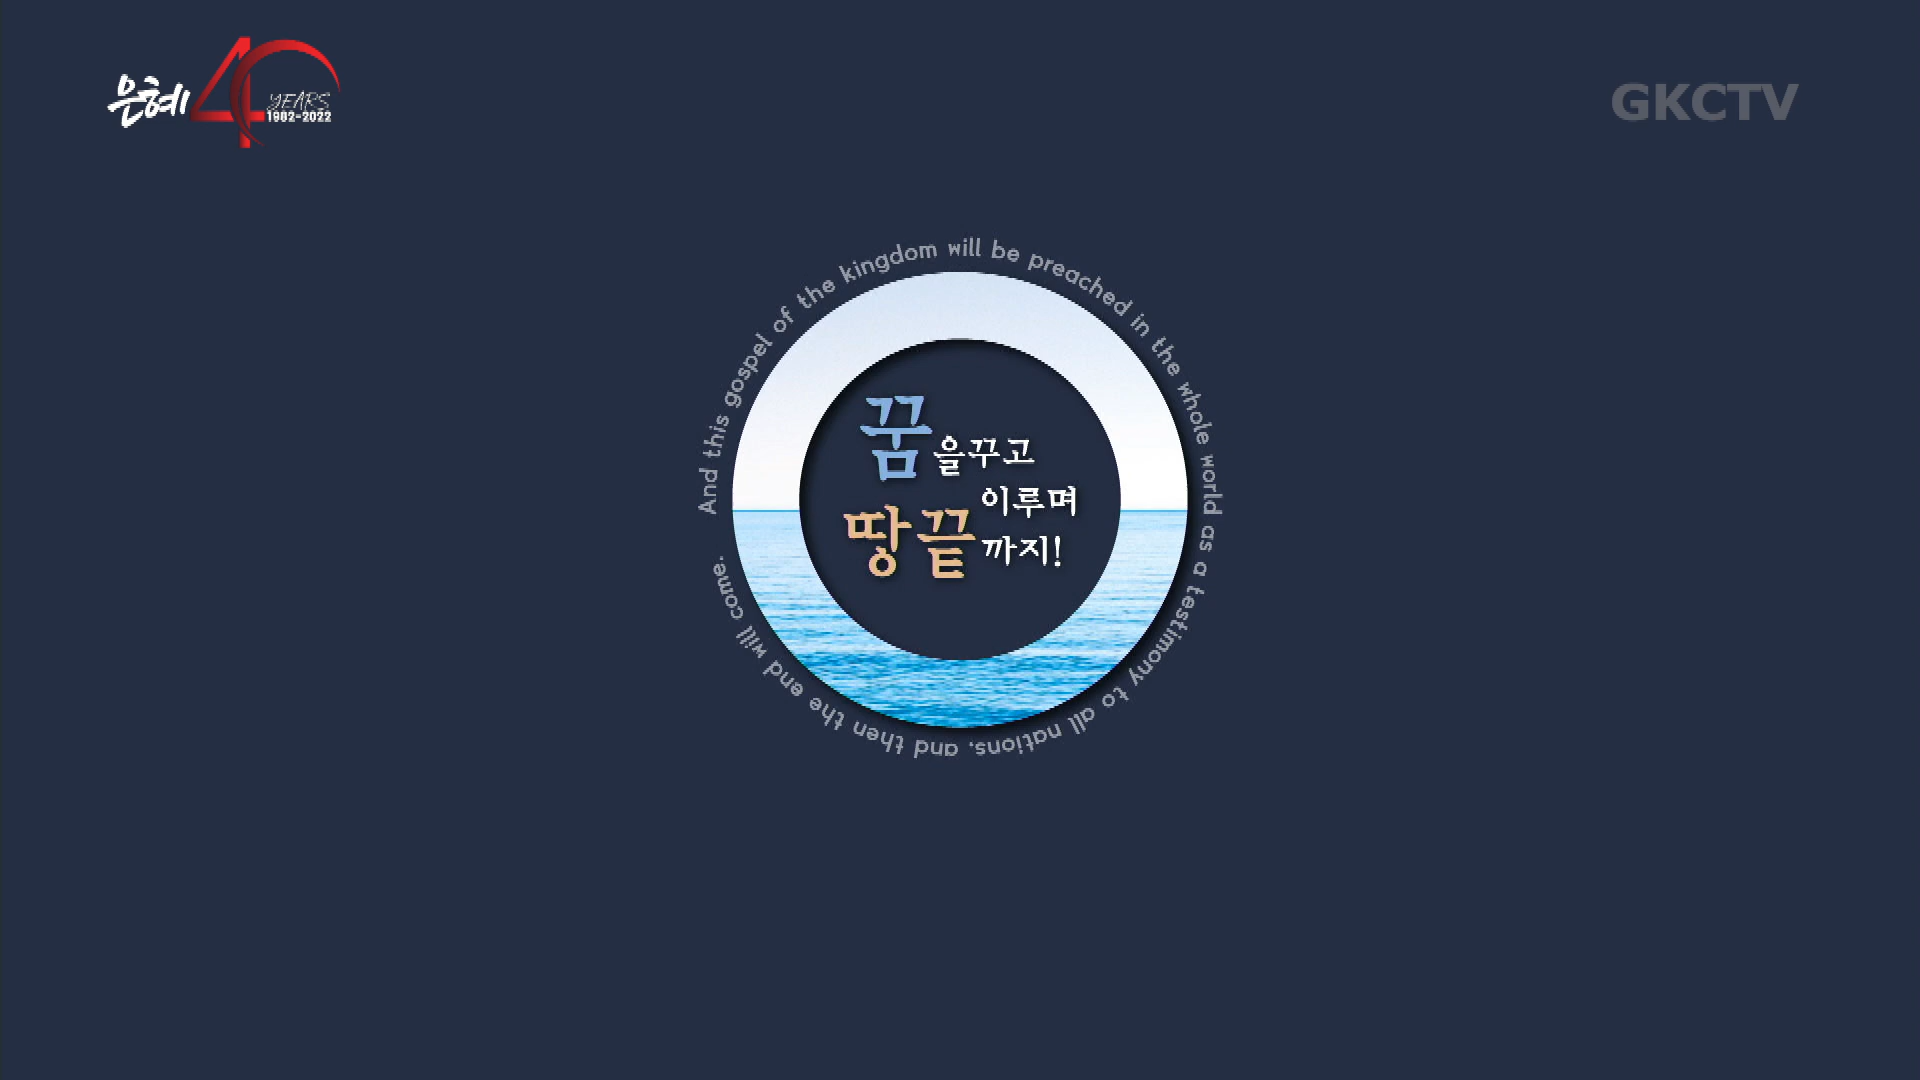 은혜 40 YEARS
1982-2022
GKCTV
And this gospel of the kingdom will be preached in the whole world as a testimony to all nations, and then the end will come.
꿈을꾸고
이루며
땅끝까지!